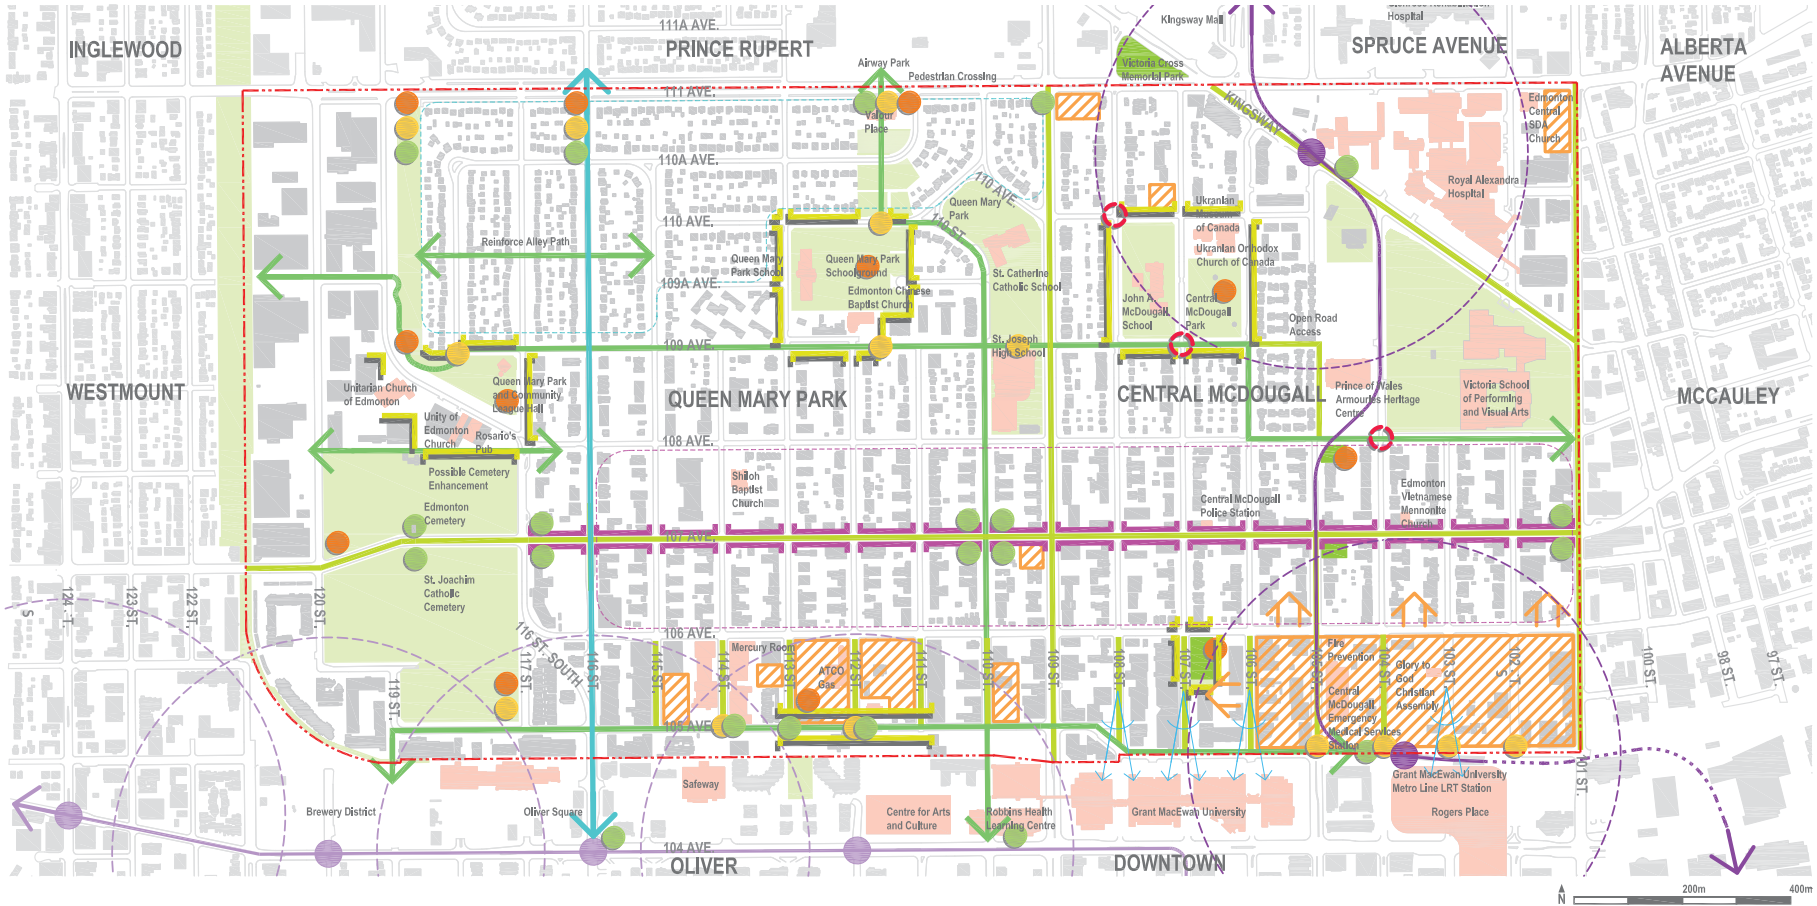 111A AVE.
Kingsway Mall
Hospital
INGLEWOOD
PRINCE RUPERT
SPRUCE AVENUE
ALBERTA
AVENUE
Airway Park
Pedestrian Crossing
Victoria Cross
Memorial Park
111 AVE.
KINGSWAY
Edmonton
Central
SDA
Church
Valour
Place
110A AVE.
110 AVE.
Royal Alexandra
Hospital
Queen Mary
Park
110 AVE.
110 ST.
Ukranian
Museum
of Canada
Reinforce Alley Path
Queen Mary
Park School
Queen Mary Park
Schoolground
Ukranian Orthodox
Church of Canada
St. Catherine
Catholic School
109A AVE.
Edmonton Chinese
Baptist Church
John A.
McDougall
School
Central
McDougall
Park
Open Road
Access
109 AVE.
St. Joseph
High School
WESTMOUNT
Unitarian Church
of Edmonton
Queen Mary Park
and Community
League Hall
QUEEN MARY PARK
CENTRAL MCDOUGALL
Prince of Wales
Armouries Heritage
Centre
Victoria School
of Performing
and Visual Arts
MCCAULEY
Unity of
Edmonton
Church
Rosario's
Pub
108 AVE.
Possible Cemetery
Enhancement
Shiloh
Baptist
Church
Edmonton
Cemetery
Central McDougall
Police Station
Edmonton
Vietnamese
Mennonite
Church
107 AVE.
St. Joachim
Catholic
Cemetery
124 . T.
S
123 ST.
122 ST.
120 ST.
116 ST. SOUTH
106 AVE.
Mercury Room
Fire
Prevention
119 ST.
117 ST.
116 ST.
115 ST.
114 ST.
113 ST.
112 ST.
111 ST.
110 ST.
109 ST.
108 ST.
107 ST.
106 ST.
105 ST.
104 ST.
103 ST.
102 ST.
100 ST.
98 ST.
97 ST.
ATCO
Gas
Glory to
God
Christian
Assembly
Central
McDougall
Emergency
Medical Services
Station
105 AVE.
01 ST.
Safeway
Grant MacEwan University
Metro Line LRT Station
Brewery District
Oliver Square
Centre for Arts
and Culture
Robbins Health
Learning Centre
Grant MacEwan University
Rogers Place
104 AVE.
OLIVER
DOWNTOWN
N
200m
400m